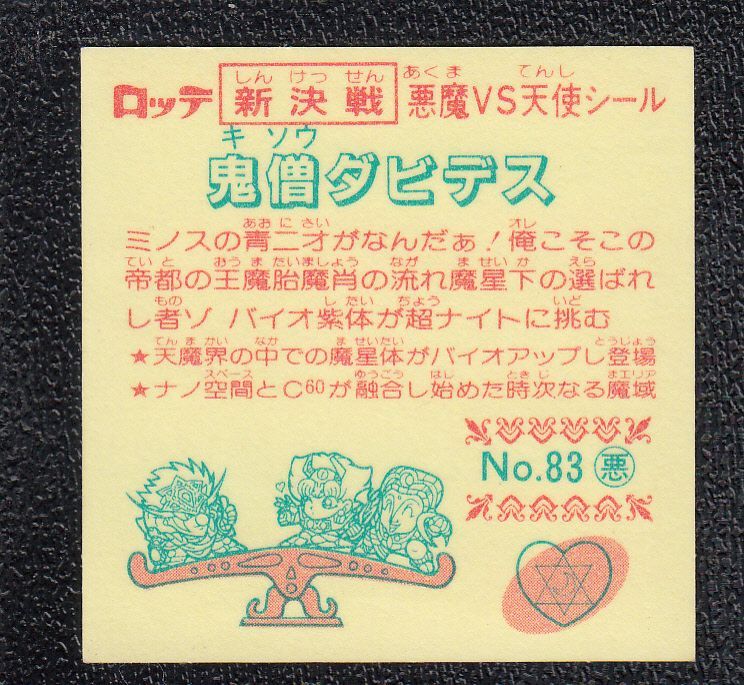 しん けっ せん あくま てんし
ロッテ 新決戦 悪魔VS天使シール
キ ソウ
鬼僧ダビデス
あおにさい オレ
ミノスの青二才がなんだぁ!俺こそこの
ていと おうまたいましょう なが ませいか えら
帝都の王魔胎魔肖の流れ魔星下の選ばれ
もの したい ちょう いど
し者ゾ バイオ紫体が超ナイトに挑む
てんまかい なか ませいたい とうじょう
★天魔界の中での魔星体がバイオアップし登場
スペース ゆうごう はじ ときじ まエリア
★ナノ空間とC60が融合し始めた時次なる魔域
No.83 悪